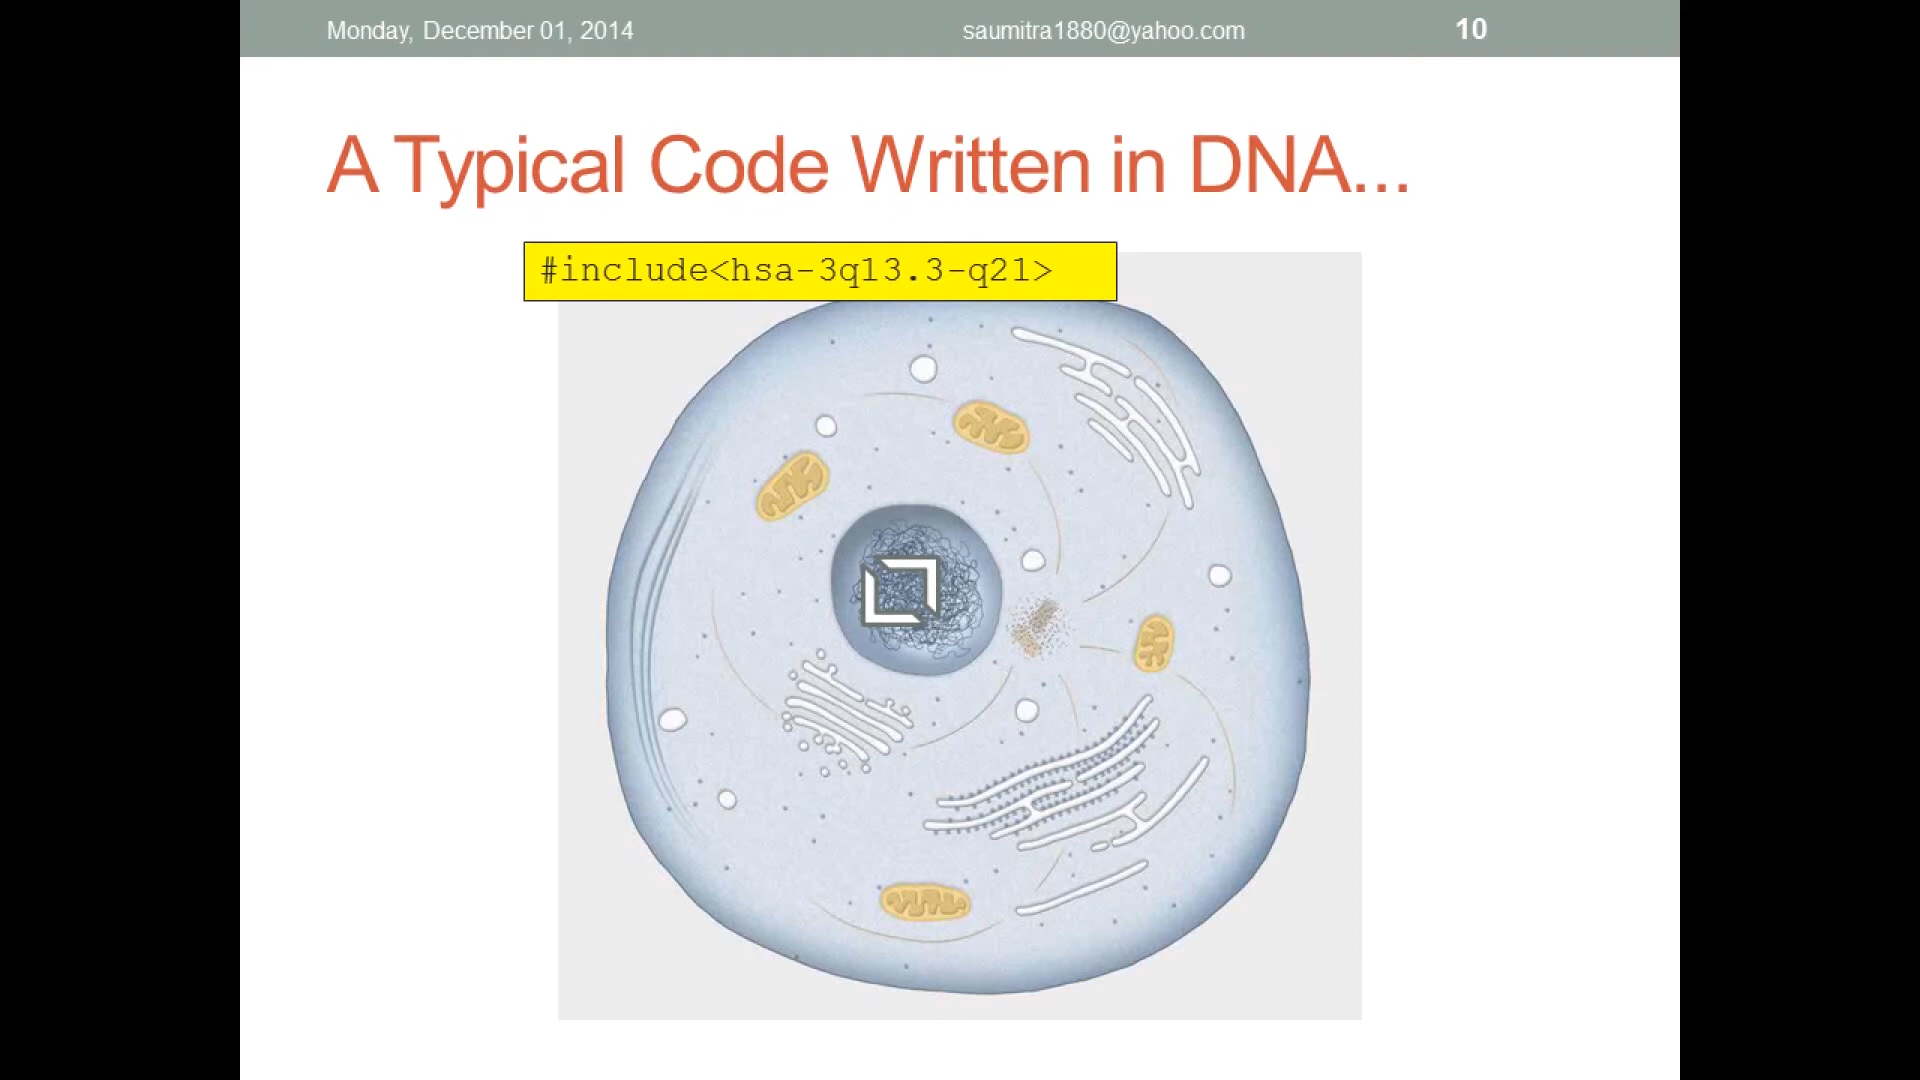 Monday, December 01, 2014 saumitra1880@yahoo.com 10
A Typical Code Written in DNA...
#include<hsa-3q13.3-q21>